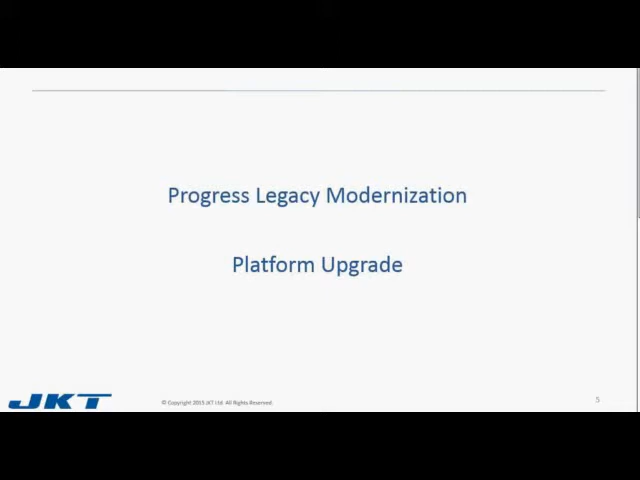 Progress Legacy Modernization
Platform Upgrade
JKT
© Copyright 2015 JKT Ltd. All Rights Reserved.
5